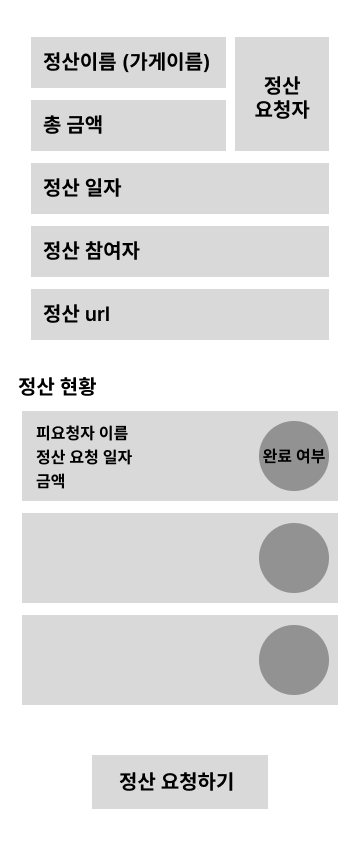 정산이름 (가게이름)
정산
요청자
총 금액
정산 일자
정산 참여자
정산 url
정산 현황
피요청자 이름
정산 요청 일자
금액
완료 여부
정산 요청하기